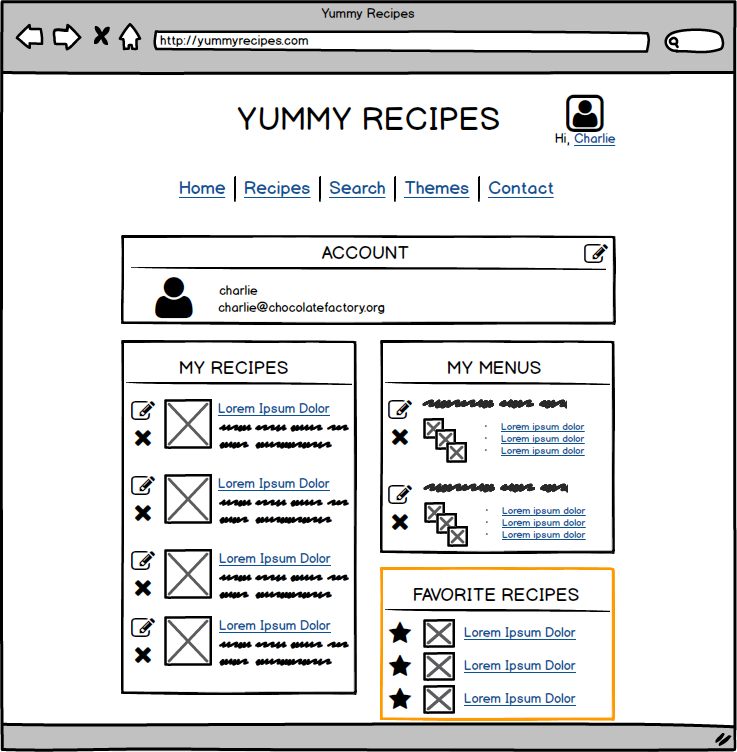 Yummy Recipes
http://yummyrecipes.com
YUMMY RECIPES
Hi, Charlie
Home | Recipes | Search | Themes | Contact
ACCOUNT
charlie
charlie@chocolatefactory.org
MY RECIPES
Lorem Ipsum Dolor
Lorem Ipsum Dolor
Lorem Ipsum Dolor
Lorem Ipsum Dolor
MY MENUS
Lorem ipsum dolor
Lorem ipsum dolor
Lorem ipsum dolor
Lorem ipsum dolor
Lorem ipsum dolor
Lorem ipsum dolor
FAVORITE RECIPES
Lorem Ipsum Dolor
Lorem Ipsum Dolor
Lorem Ipsum Dolor